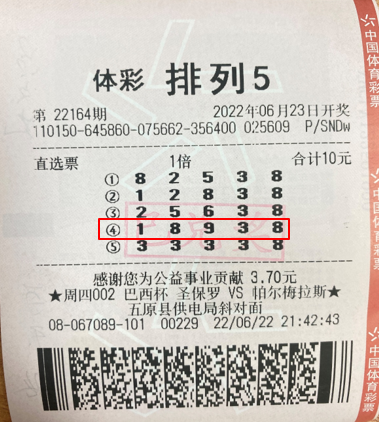 体彩 排列5
第 22164期 2022年06月23日开奖
110150-645860-075662-356400 025609 P/SNDw
直选票 1倍 合计10元
① 8 2 5 3 8
② 1 2 8 3 8
③ 2 5 6 3 8
④ 1 8 9 3 8
⑤ 3 3 3 3 8
已兑奖
感谢您为公益事业贡献 3.70元
★周四002 巴西杯 圣保罗 VS 帕尔梅拉斯★
五原县供电局斜对面
08-067089-101 00229 22/06/22 21:42:43
中国体育彩票
中国体育彩票